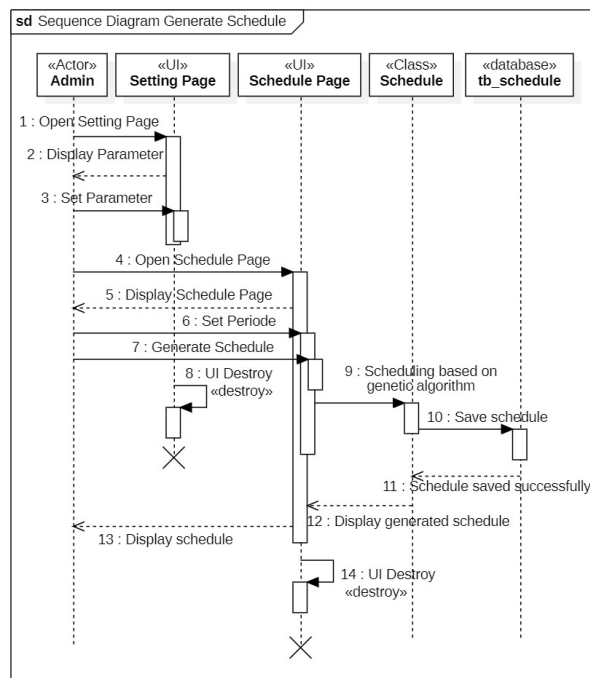 sd Sequence Diagram Generate Schedule
«Actor»
Admin
«UI»
Setting Page
«UI»
Schedule Page
«Class»
Schedule
«database»
tb_schedule
1 : Open Setting Page
2 : Display Parameter
3 : Set Parameter
4 : Open Schedule Page
5 : Display Schedule Page
6 : Set Periode
7 : Generate Schedule
8 : UI Destroy
«destroy»
9 : Scheduling based on
genetic algorithm
10 : Save schedule
11 : Schedule saved successfully
12 : Display generated schedule
13 : Display schedule
14 : UI Destroy
«destroy»